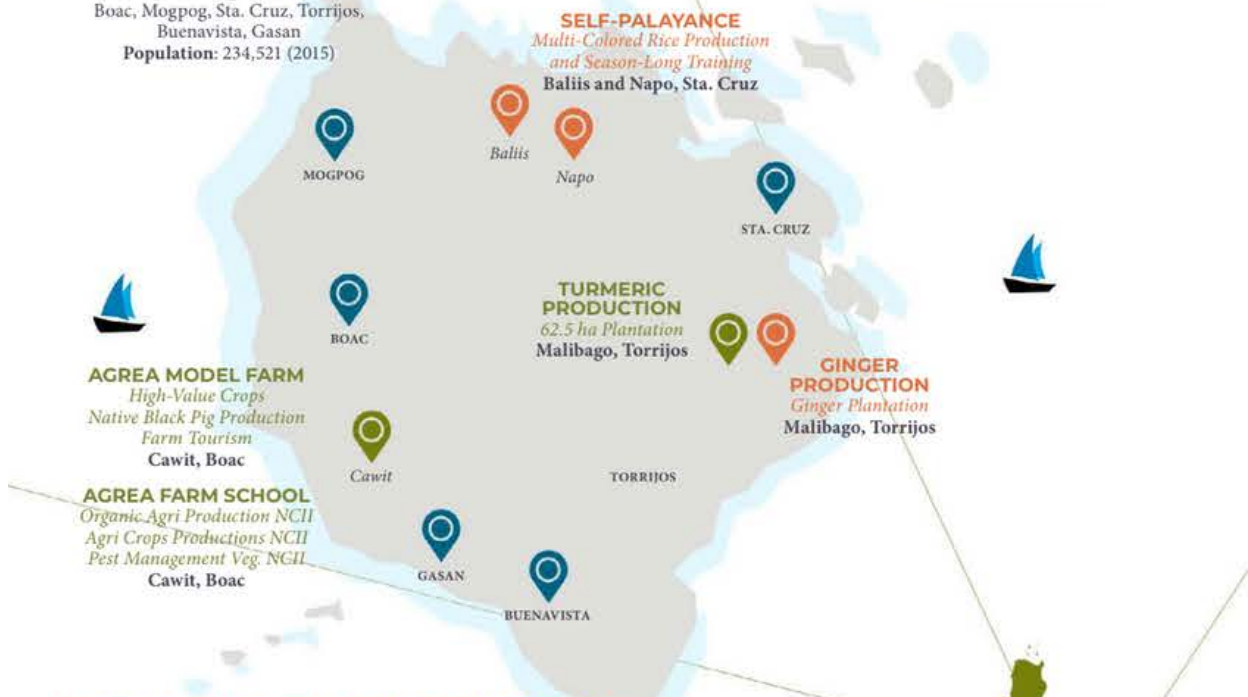 Boac, Mogpog, Sta. Cruz, Torrijos,
Buenavista, Gasan
Population: 234,521 (2015)
SELF-PALAYANCE
Multi-Colored Rice Production
and Season-Long Training
Baliis and Napo, Sta. Cruz
Baliis
Napo
MOGPOG
STA. CRUZ
BOAC
TURMERIC
PRODUCTION
62.5 ha Plantation
Malibago, Torrijos
GINGER
PRODUCTION
Ginger Plantation
Malibago, Torrijos
AGREA MODEL FARM
High-Value Crops
Native Black Pig Production
Farm Tourism
Cawit, Boac
Cawit
TORRIJOS
AGREA FARM SCHOOL
Organic Agri Production NCII
Agri Crops Productions NCII
Pest Management Veg. NCII
Cawit, Boac
GASAN
BUENAVISTA